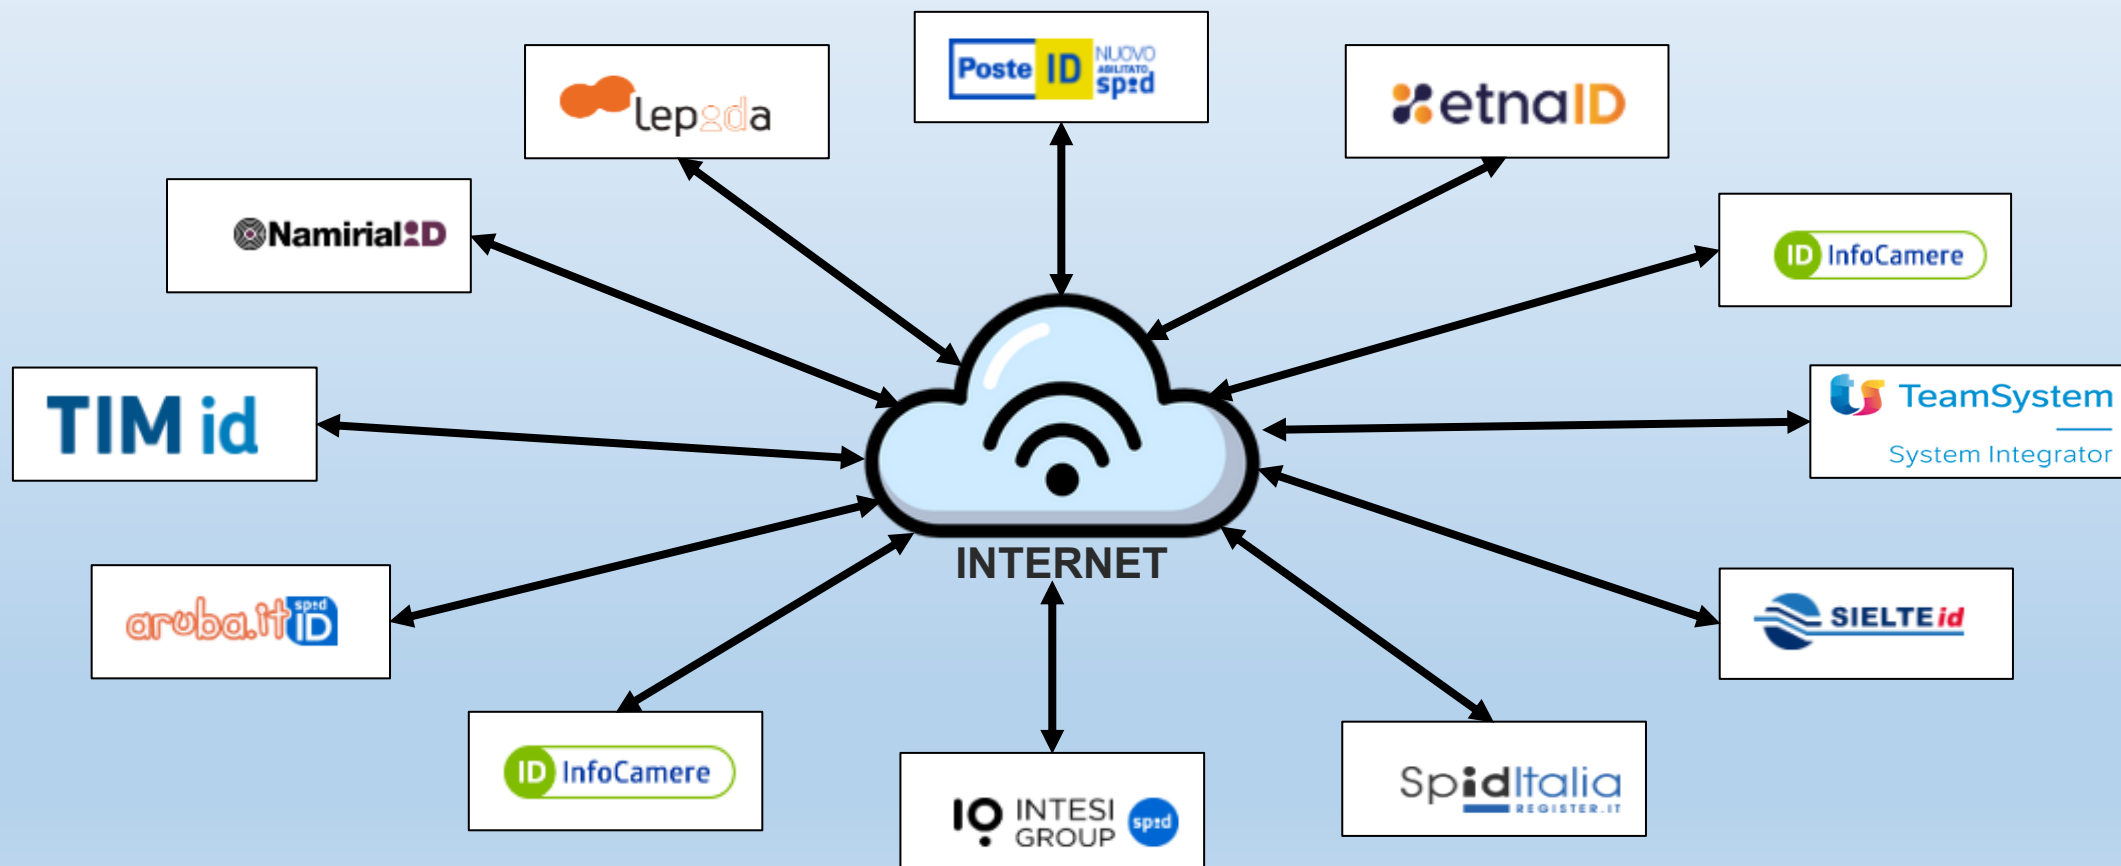 Poste ID NUOVO
ABILITATO
spid
lepida
etnaID
NamirialID
ID InfoCamere
TIM id
TeamSystem
System Integrator
INTERNET
aruba.it spid ID
SIELTE id
ID InfoCamere
SpidItalia
REGISTER.IT
INTESI
GROUP
spid